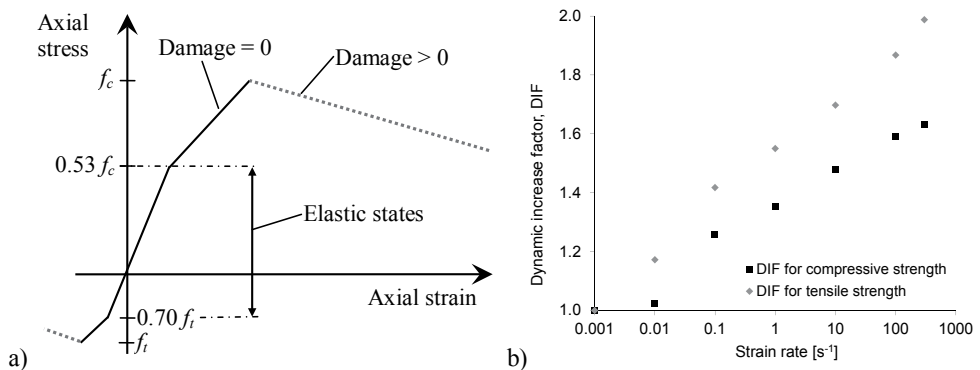 Axial
stress
Damage = 0
Damage > 0
f_c
0.53 f_c
Elastic states
Axial strain
0.70 f_t
f_t
a)
Dynamic increase factor, DIF
2.0
1.8
1.6
1.4
1.2
1.0
DIF for compressive strength
DIF for tensile strength
0.001 0.01 0.1 1 10 100 1000
Strain rate [s⁻¹]
b)